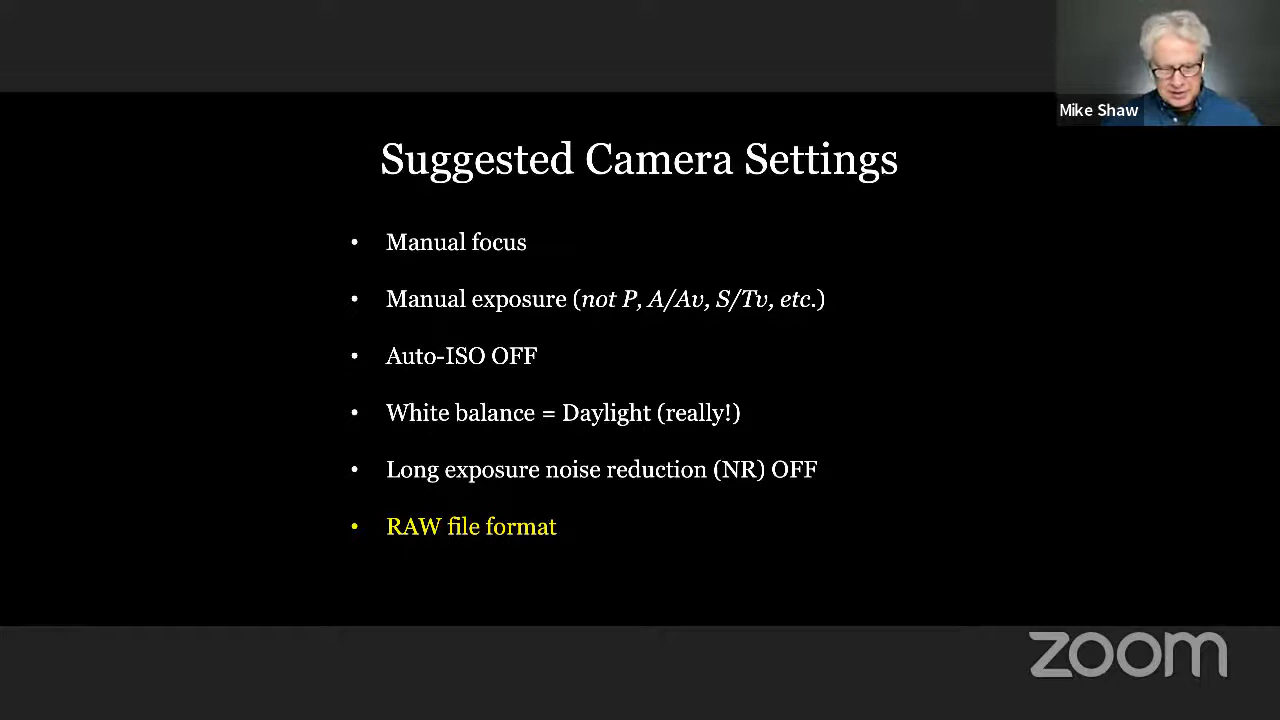 Mike Shaw
Suggested Camera Settings
• Manual focus
• Manual exposure (not P, A/Av, S/Tv, etc.)
• Auto-ISO OFF
• White balance = Daylight (really!)
• Long exposure noise reduction (NR) OFF
• RAW file format
zoom